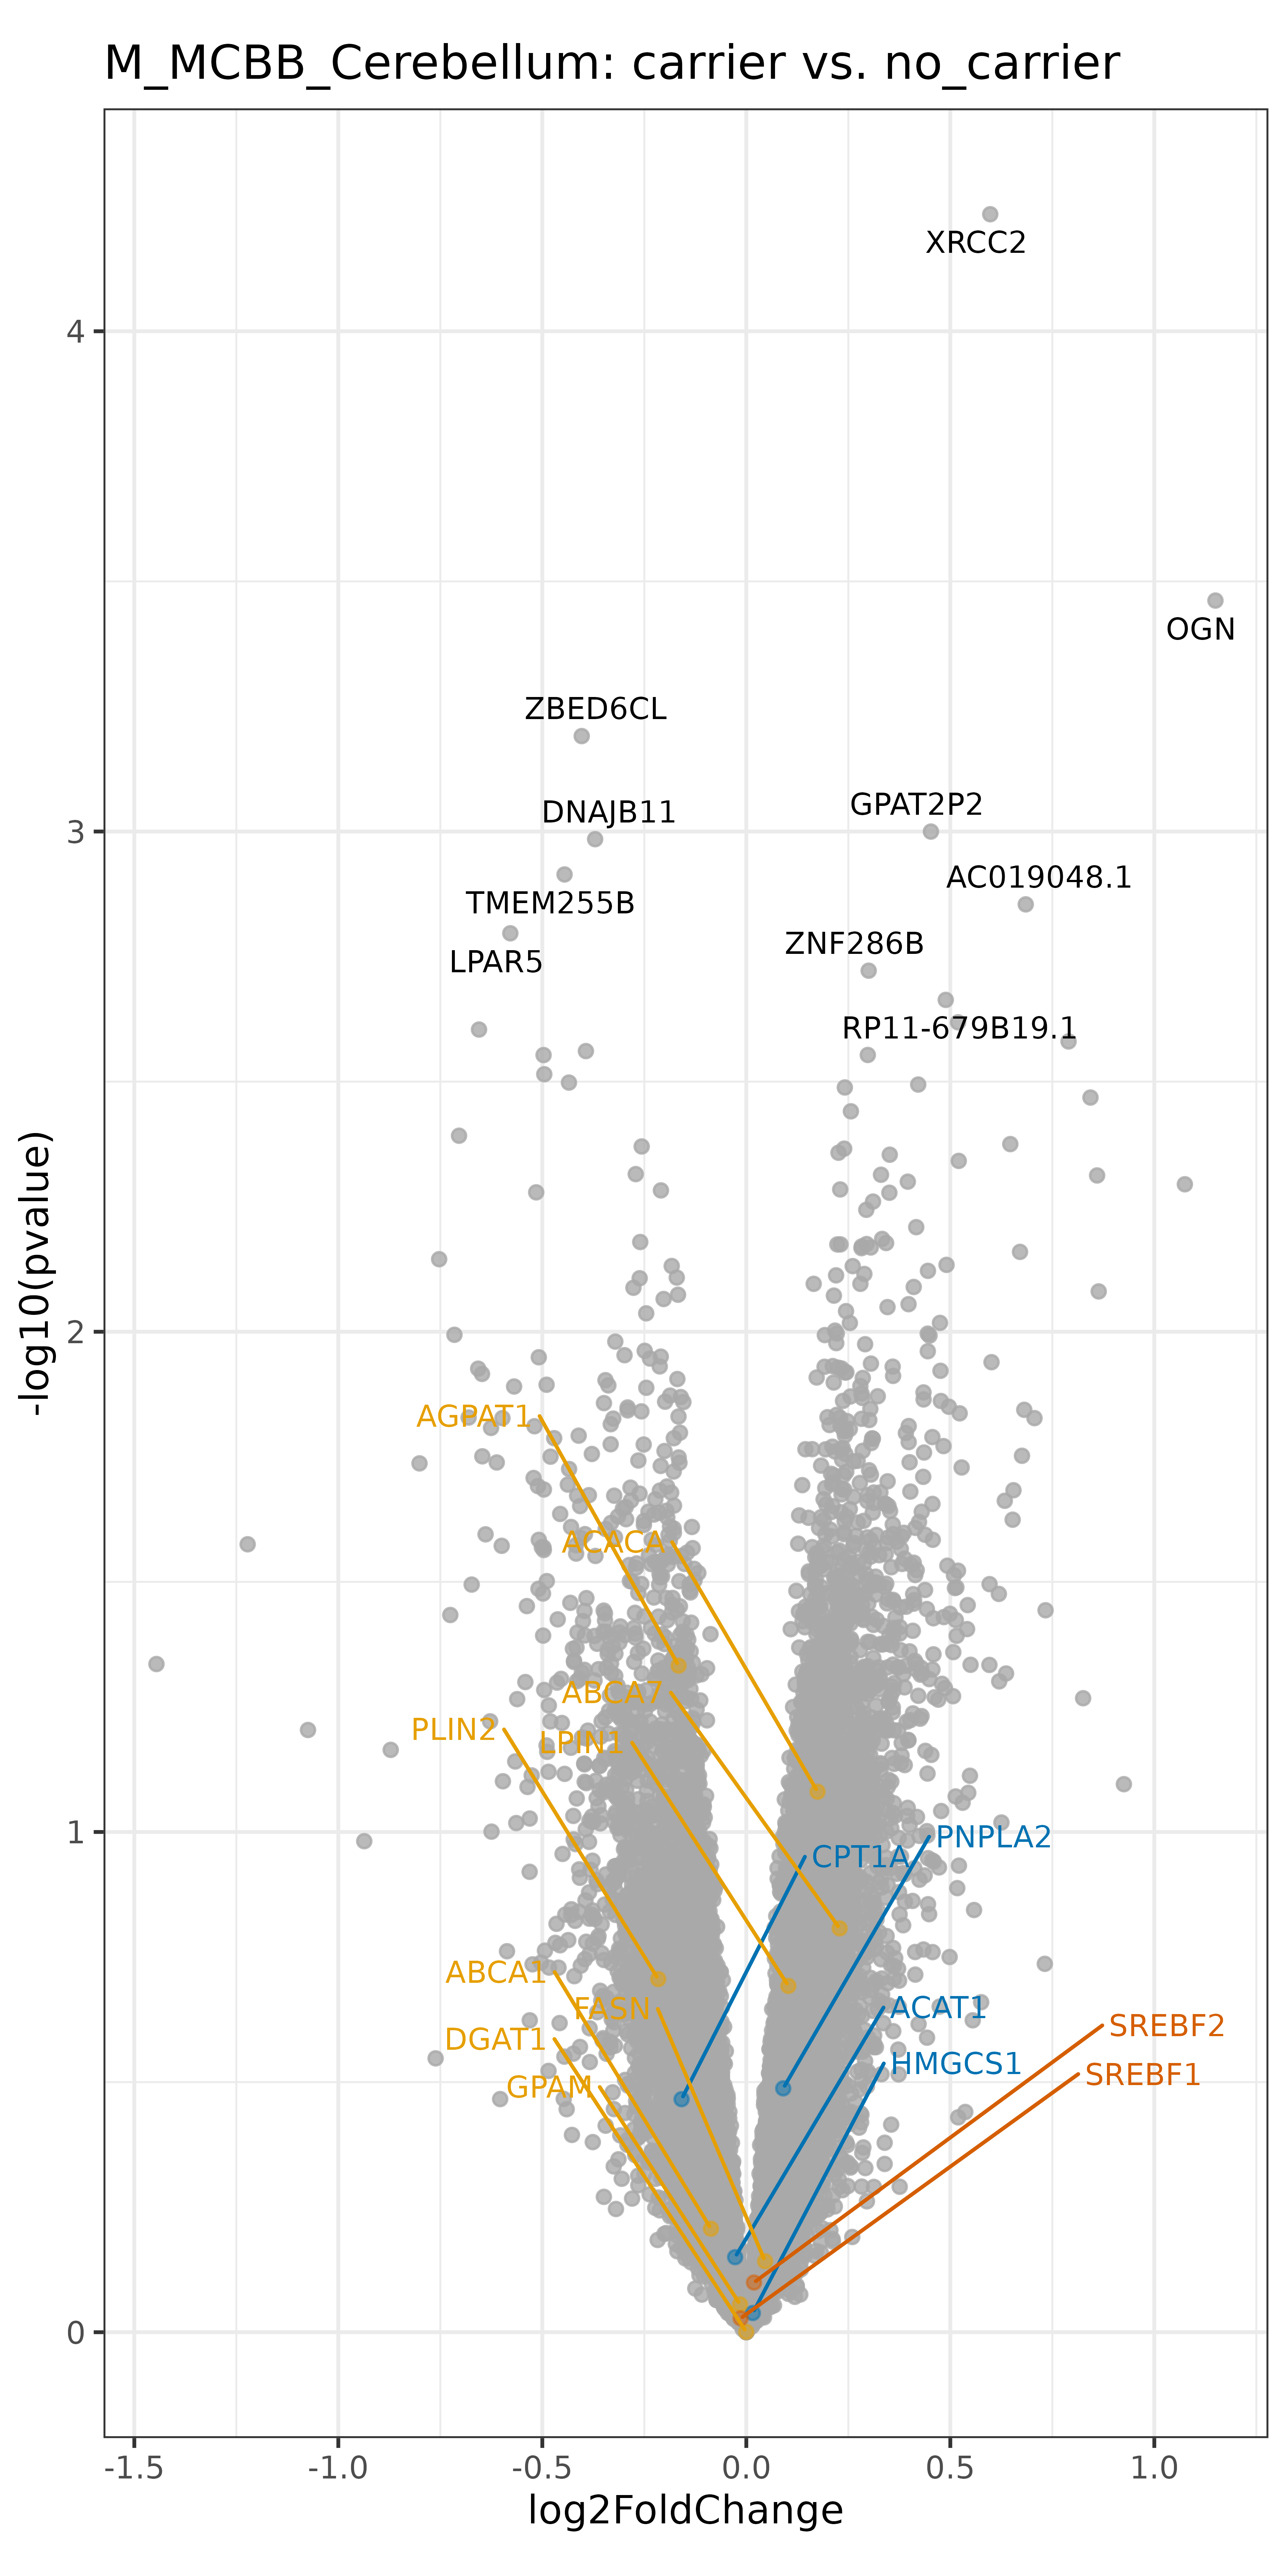 M_MCBB_Cerebellum: carrier vs. no_carrier
XRCC2
4
OGN
ZBED6CL
GPAT2P2
DNAJB11
3
AC019048.1
TMEM255B
ZNF286B
LPAR5
RP11-679B19.1
-log10(pvalue)
2
AGPAT1
ACACA
ABCA7
PLIN2
LPIN1
1
PNPLA2
CPT1A
ABCA1
FASN
ACAT1
SREBF2
DGAT1
HMGCS1
SREBF1
GPAM
0
-1.5
-1.0
-0.5
0.0
0.5
1.0
log2FoldChange